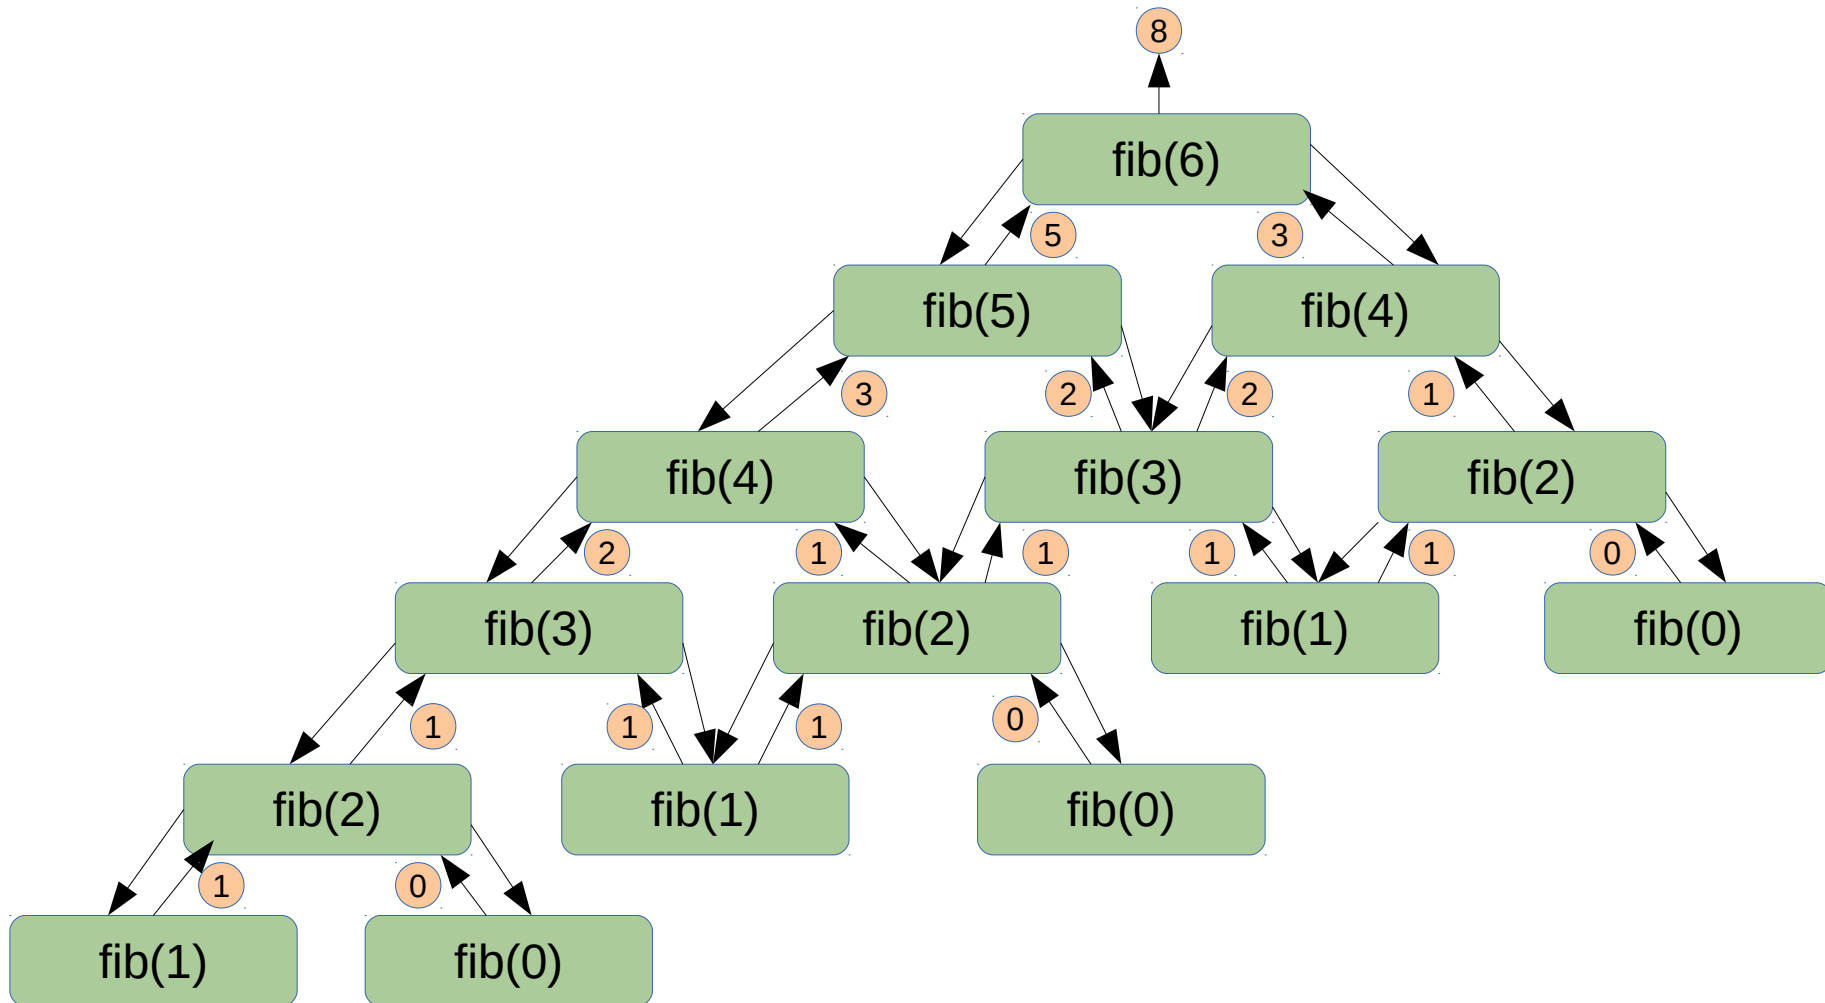 8
fib(6)
5 3
fib(5) fib(4)
3 2 2 1
fib(4) fib(3) fib(2)
2 1 1 1 1 0
fib(3) fib(2) fib(1) fib(0)
1 1 1 0
fib(2) fib(1) fib(0)
1 0
fib(1) fib(0)